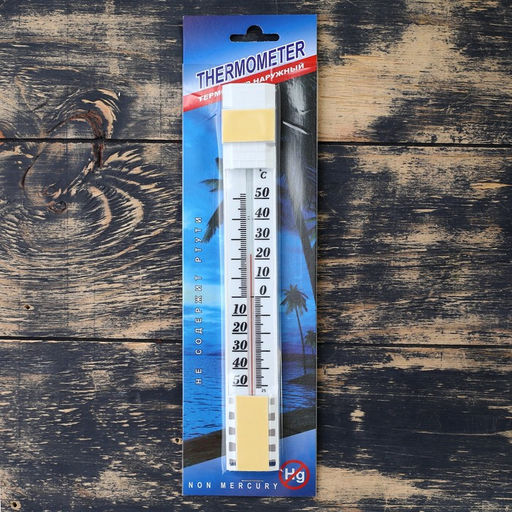 THERMOMETER
НАРУЖНЫЙ
°C
50
40
30
20
10
0
10
20
30
40
50
НЕ СОДЕРЖИТ РТУТИ
NON MERCURY
Hg